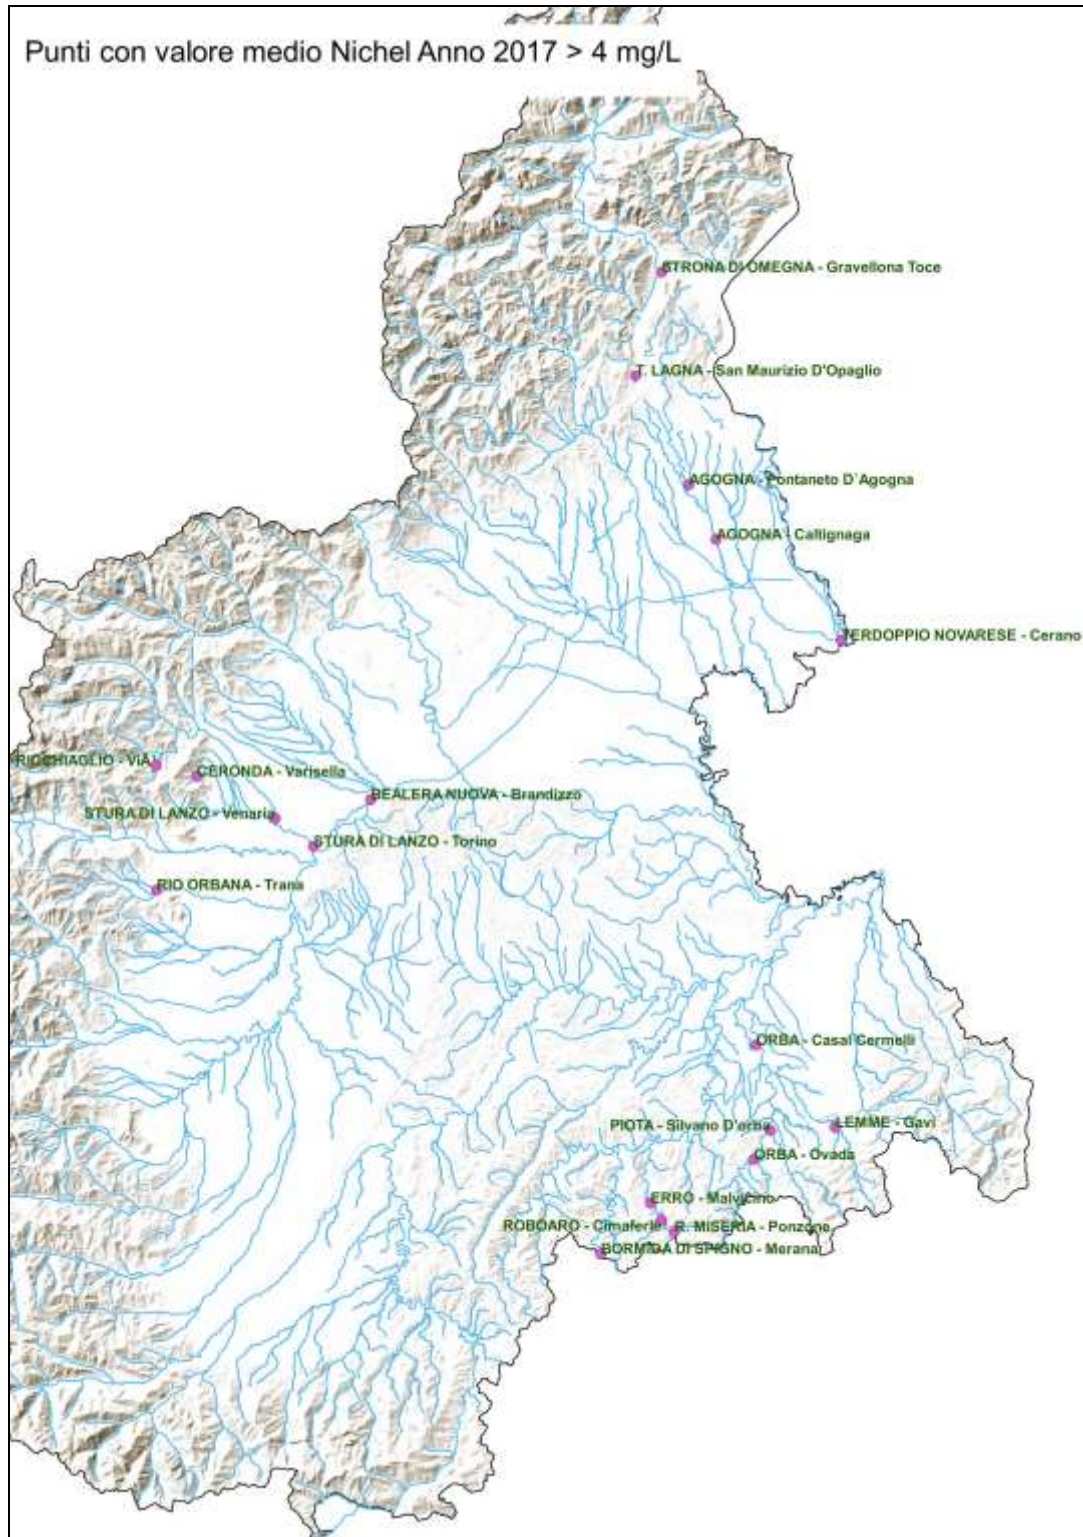 Punti con valore medio Nichel Anno 2017 > 4 mg/L
STRONA DI OMEGNA - Gravellona Toce
T. LAGNA - San Maurizio D'Opaglio
AGOGNA - Fontaneto D'Agogna
AGOGNA - Caltignaga
TERDOPPIO NOVARESE - Cerano
RICCHIAGLIO - ViÃ¹
CERONDA - Varisella
BEALERA NUOVA - Brandizzo
STURA DI LANZO - Venaria
STURA DI LANZO - Torino
RIO ORBANA - Trana
ORBA - Casal Cermelli
PIOTA - Silvano D'orba
LEMME - Gavi
ORBA - Ovada
ERRO - Malvicino
ROBOARO - Cimaferle
R. MISERIA - Ponzone
BORMIDA DI SPIGNO - Merana